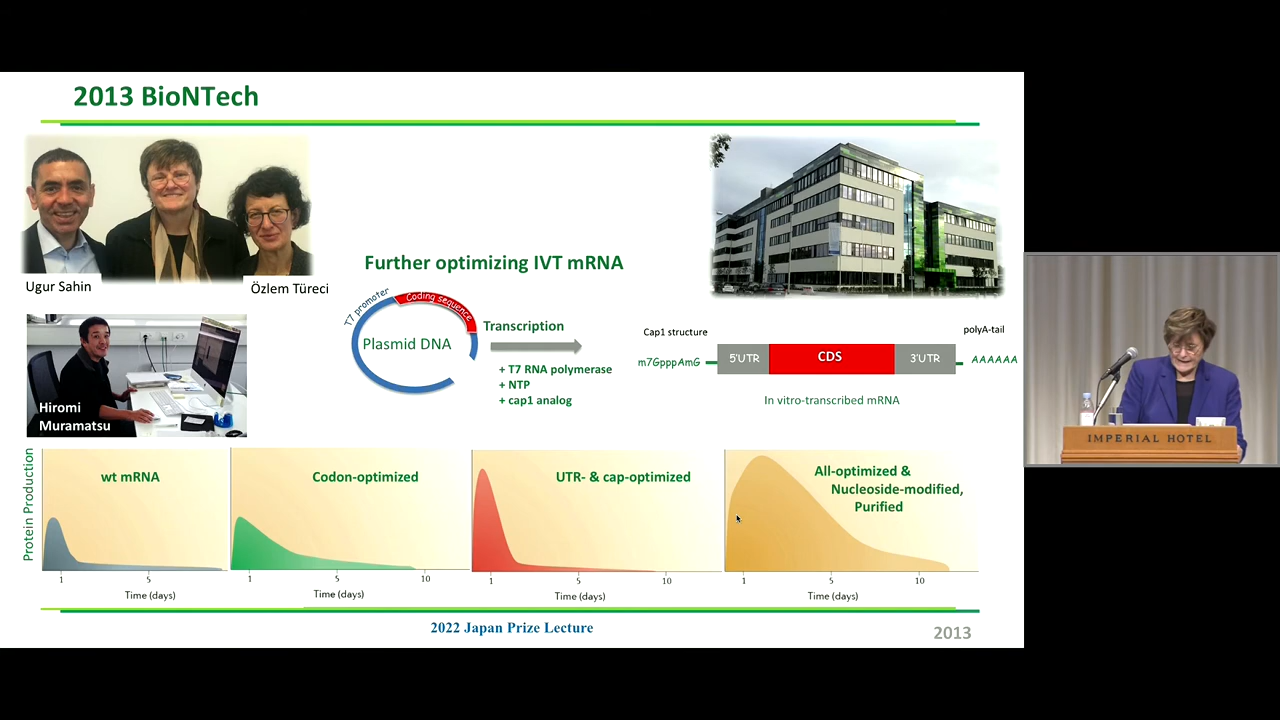 2013 BioNTech
Ugur Sahin
Özlem Türeci
Hiromi
Muramatsu
Further optimizing IVT mRNA
T7 promoter
Coding sequence
Plasmid DNA
Transcription
+ T7 RNA polymerase
+ NTP
+ cap1 analog
Cap1 structure
polyA-tail
m7GpppAmG
5'UTR
CDS
3'UTR
AAAAAA
In vitro-transcribed mRNA
Protein Production
wt mRNA
1
5
Time (days)
Codon-optimized
1
5
10
Time (days)
UTR- & cap-optimized
1
5
10
Time (days)
All-optimized &
Nucleoside-modified,
Purified
1
5
10
Time (days)
2022 Japan Prize Lecture
2013
IMPERIAL HOTEL